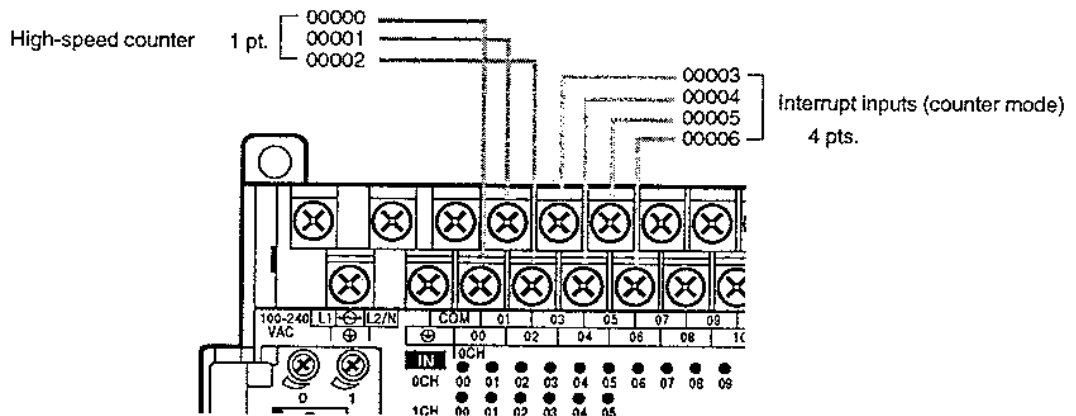 00000
High-speed counter 1 pt. 00001
00002
00003
00004
00005
00006
Interrupt inputs (counter mode)
4 pts.
100-240 VAC
L1 L2/N COM 01 03 05 07 09
00 02 04 06 08
0CH
IN
0CH 00 01 02 03 04 05 06 07 08 09
0 1
1CH 00 01 02 03 04 05